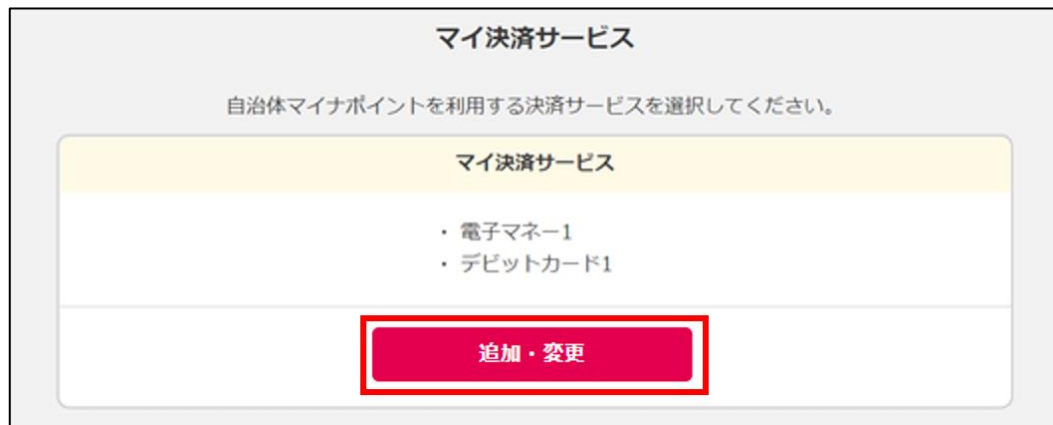 マイ決済サービス
自治体マイナポイントを利用する決済サービスを選択してください。
マイ決済サービス
・ 電子マネー1
・ デビットカード1
追加・変更